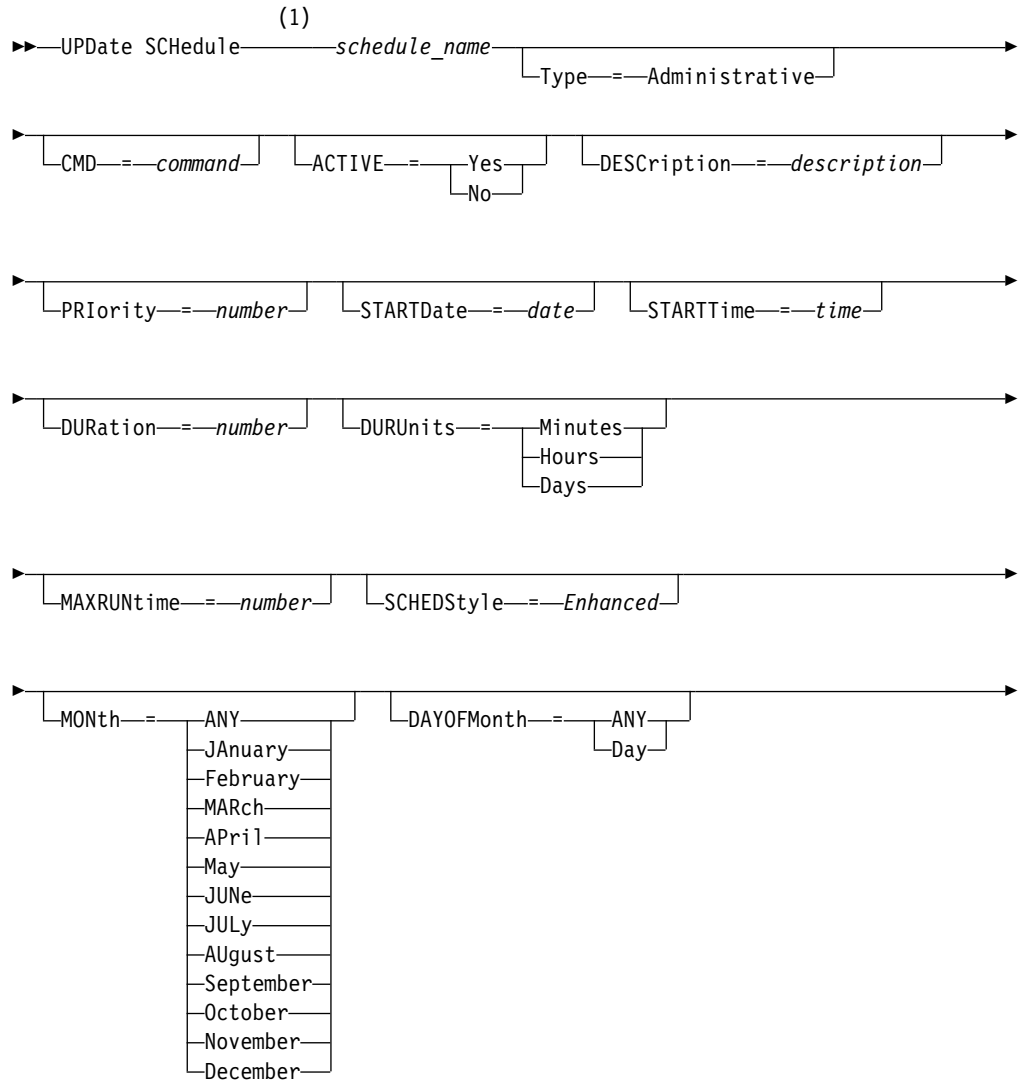 (1)
UPDate SCHedule schedule_name
Type = Administrative
CMD = command ACTIVE = Yes DESCription = description
No
PRIority = number STARTDate = date STARTTime = time
DURation = number DURUnits = Minutes
Hours
Days
MAXRUNtime = number SCHEDStyle = Enhanced
MONth = ANY DAYOFMonth = ANY
JAnuary Day
February
MARch
APril
May
JUNe
JULy
AUgust
September
October
November
December